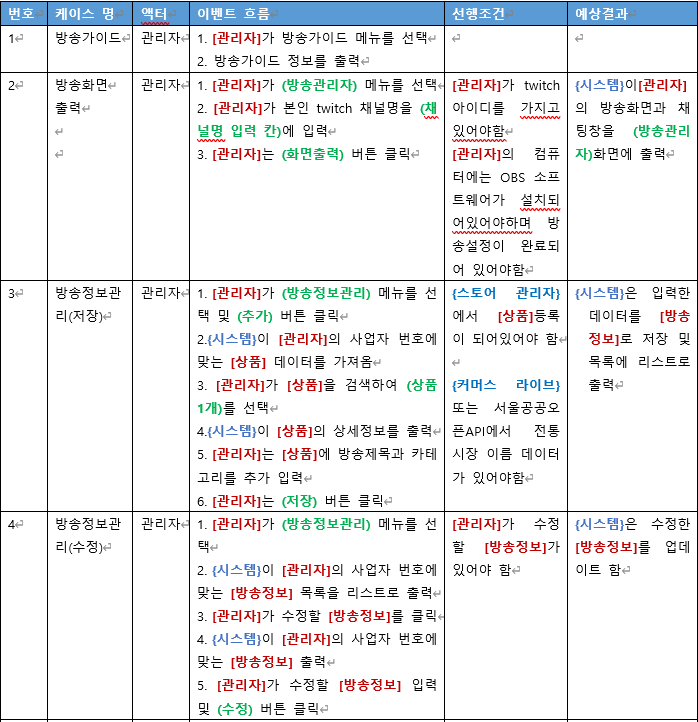 번호 케이스 명 액터 이벤트 흐름 선행조건 예상결과
1 방송가이드 관리자
1. [관리자]가 방송가이드 메뉴를 선택
2. 방송가이드 정보를 출력
2 방송화면
출력
관리자
1. [관리자]가 (방송관리자) 메뉴를 선택
2. [관리자]가 본인 twitch 채널명을 (채
널명 입력 칸)에 입력
3. [관리자]는 (화면출력) 버튼 클릭
[관리자]가 twitch
아이디를 가지고
있어야함
[관리자]의 컴퓨
터에는 OBS 소프
트웨어가 설치되
어있어야하며 방
송설정이 완료되
어 있어야함
{시스템}이[관리자]
의 방송화면과 채
팅창을 (방송관리
자)화면에 출력
3 방송정보관
리(저장)
관리자
1. [관리자]가 (방송정보관리) 메뉴를 선
택 및 (추가) 버튼 클릭
2.{시스템}이 [관리자]의 사업자 번호에
맞는 [상품] 데이터를 가져옴
3. [관리자]가 [상품]을 검색하여 (상품
1개)를 선택
4.{시스템}이 [상품]의 상세정보를 출력
5. [관리자]는 [상품]에 방송제목과 카테
고리를 추가 입력
6. [관리자]는 (저장) 버튼 클릭
{스토어 관리자}
에서 [상품]등록
이 되어있어야 함
{커머스 라이브}
또는 서울공공오
픈API에서 전통
시장 이름 데이터
가 있어야함
{시스템}은 입력한
데이터를 [방송
정보]로 저장 및
목록에 리스트로
출력
4 방송정보관
리(수정)
관리자
1. [관리자]가 (방송정보관리) 메뉴를 선
택
2. {시스템}이 [관리자]의 사업자 번호에
맞는 [방송정보] 목록을 리스트로 출력
3. [관리자]가 수정할 [방송정보]를 클릭
4. {시스템}이 [관리자]의 사업자 번호에
맞는 [방송정보] 출력
5. [관리자]가 수정할 [방송정보] 입력
및 (수정) 버튼 클릭
[관리자]가 수정
할 [방송정보]가
있어야 함
{시스템}은 수정한
[방송정보]를 업데
이트 함